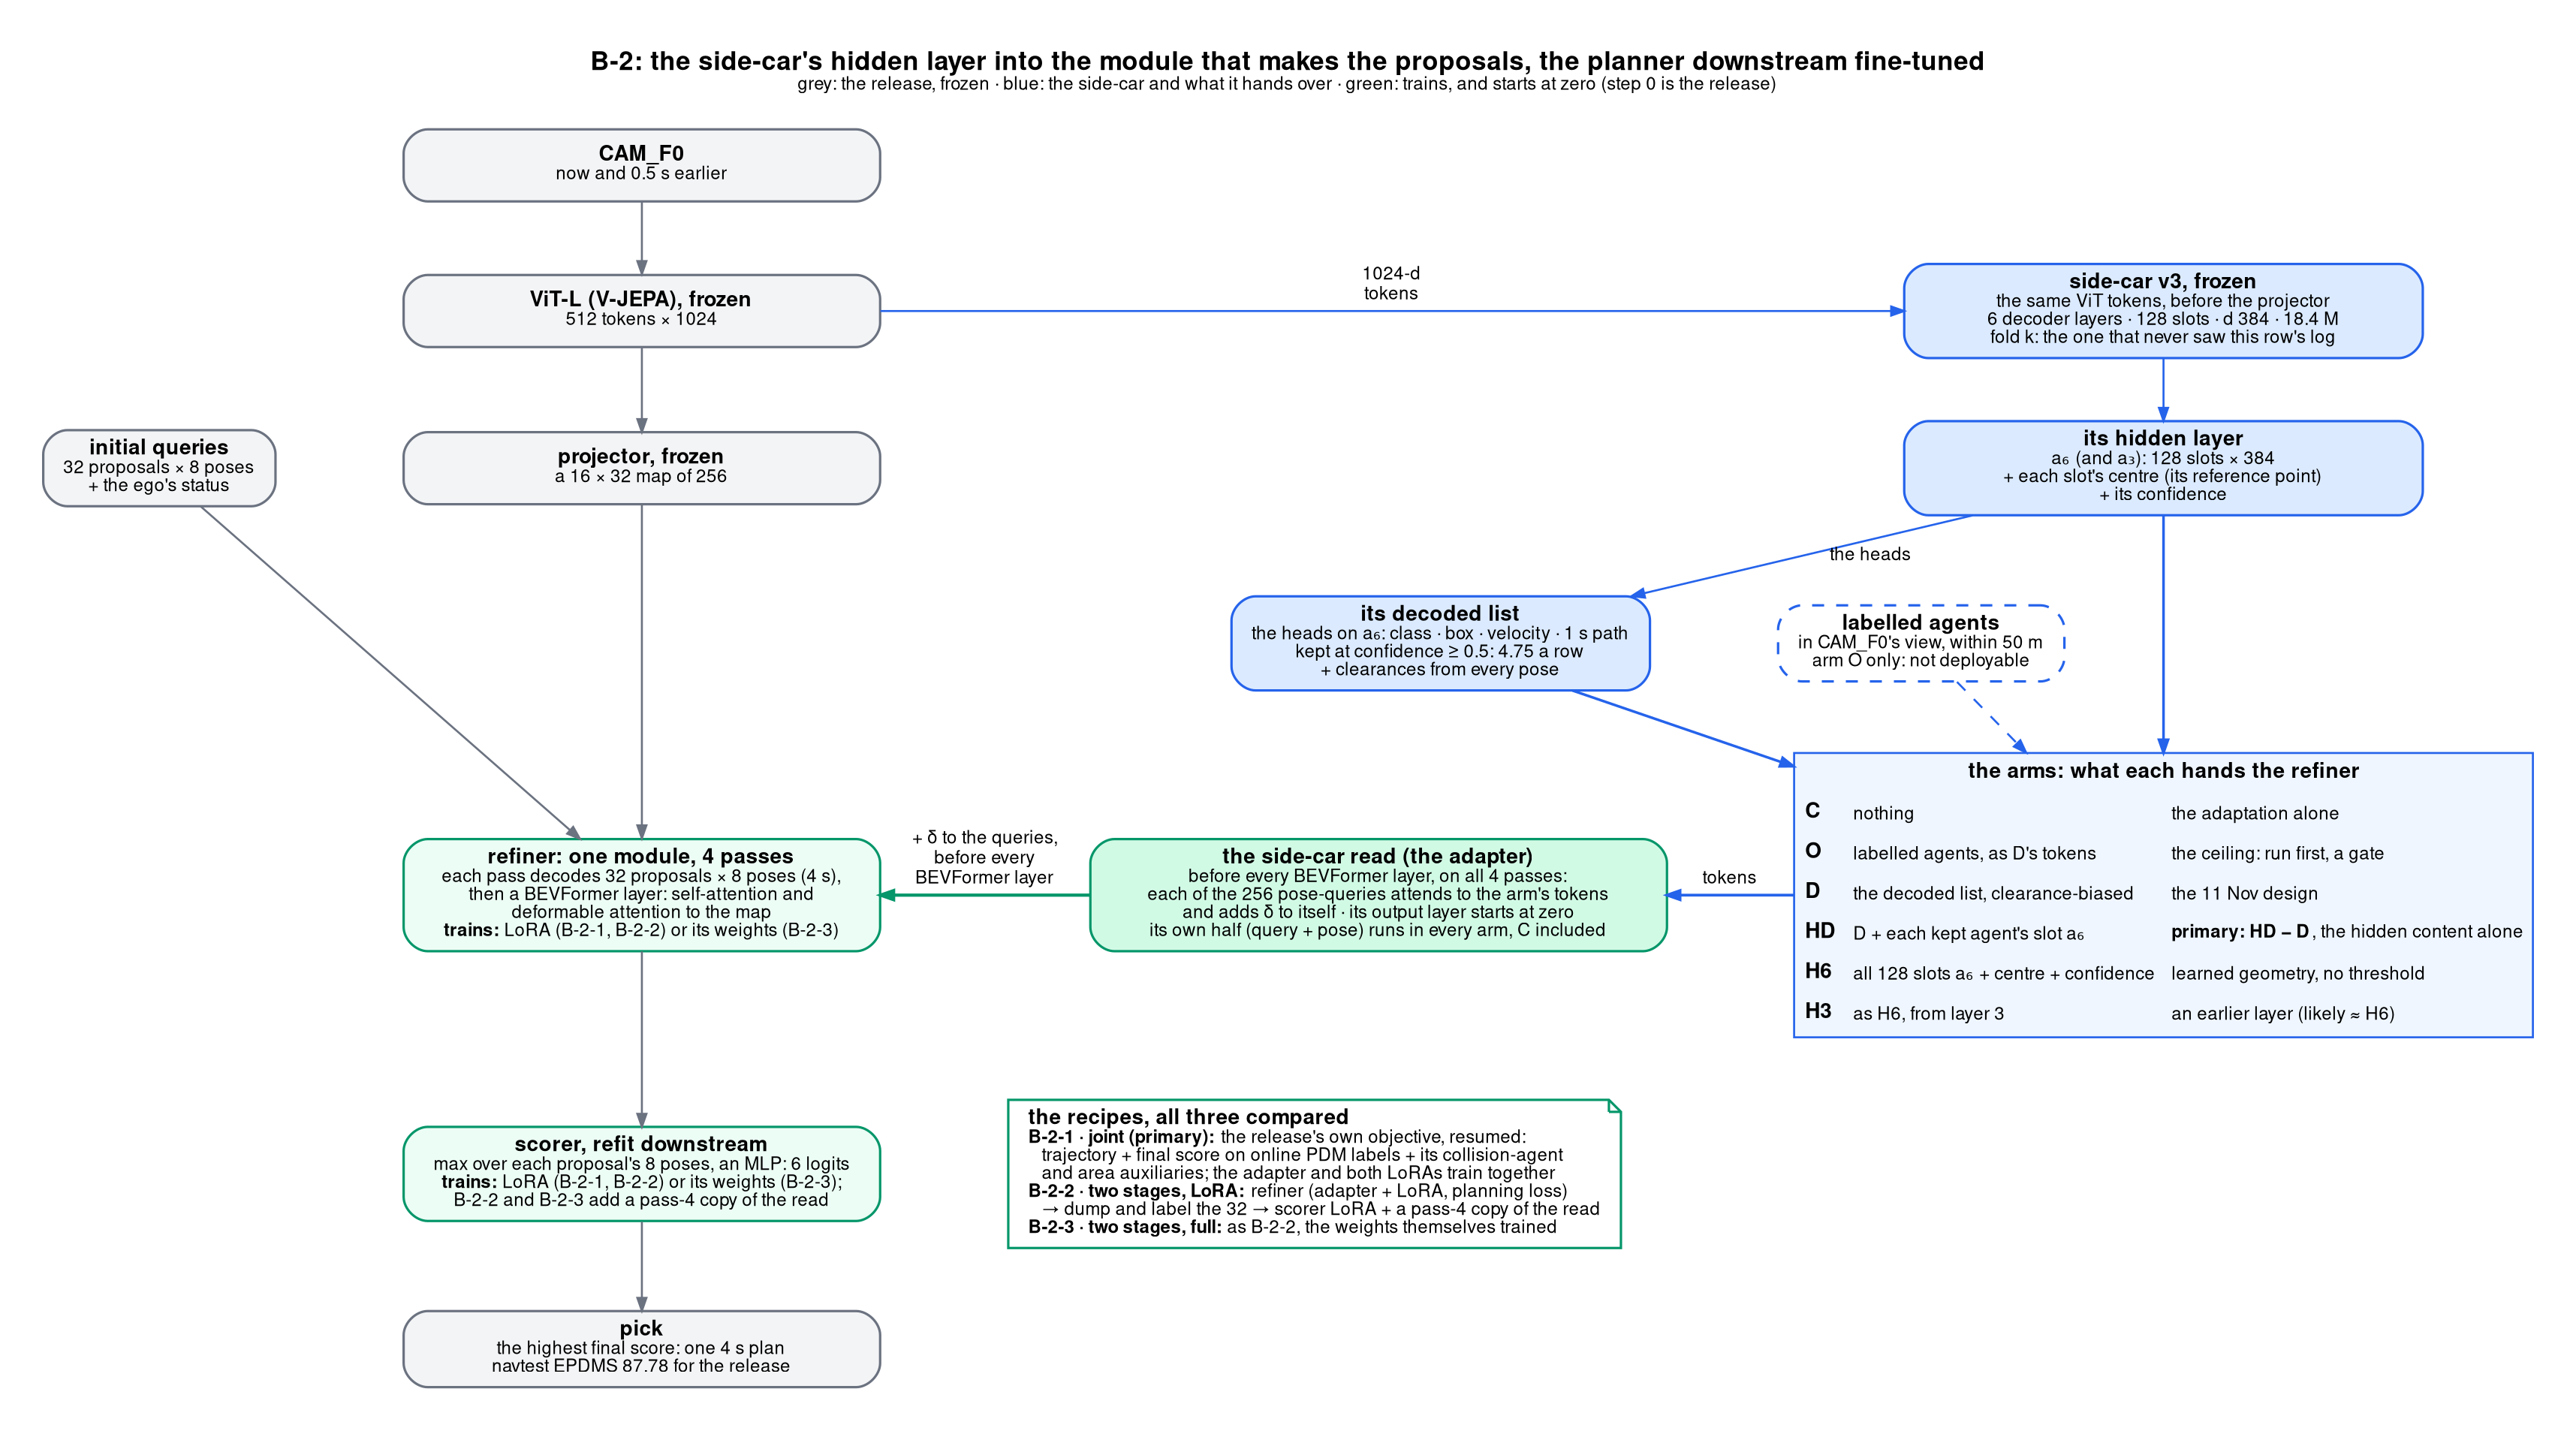 B-2: the side-car's hidden layer into the module that makes the proposals, the planner downstream fine-tuned
grey: the release, frozen · blue: the side-car and what it hands over · green: trains, and starts at zero (step 0 is the release)
CAM_F0
now and 0.5 s earlier
ViT-L (V-JEPA), frozen
512 tokens × 1024
1024-d
tokens
side-car v3, frozen
the same ViT tokens, before the projector
6 decoder layers · 128 slots · d 384 · 18.4 M
fold k: the one that never saw this row's log
initial queries
32 proposals × 8 poses
+ the ego's status
projector, frozen
a 16 × 32 map of 256
its hidden layer
a₆ (and a₃): 128 slots × 384
+ each slot's centre (its reference point)
+ its confidence
the heads
its decoded list
the heads on a₆: class · box · velocity · 1 s path
kept at confidence ≥ 0.5: 4.75 a row
+ clearances from every pose
labelled agents
in CAM_F0's view, within 50 m
arm O only: not deployable
the arms: what each hands the refiner
C nothing the adaptation alone
O labelled agents, as D's tokens the ceiling: run first, a gate
D the decoded list, clearance-biased the 11 Nov design
HD D + each kept agent's slot a₆ primary: HD − D, the hidden content alone
H6 all 128 slots a₆ + centre + confidence learned geometry, no threshold
H3 as H6, from layer 3 an earlier layer (likely ≈ H6)
tokens
the side-car read (the adapter)
before every BEVFormer layer, on all 4 passes:
each of the 256 pose-queries attends to the arm's tokens
and adds δ to itself · its output layer starts at zero
its own half (query + pose) runs in every arm, C included
+ δ to the queries,
before every
BEVFormer layer
refiner: one module, 4 passes
each pass decodes 32 proposals × 8 poses (4 s),
then a BEVFormer layer: self-attention and
deformable attention to the map
trains: LoRA (B-2-1, B-2-2) or its weights (B-2-3)
the recipes, all three compared
B-2-1 · joint (primary): the release's own objective, resumed:
trajectory + final score on online PDM labels + its collision-agent
and area auxiliaries; the adapter and both LoRAs train together
B-2-2 · two stages, LoRA: refiner (adapter + LoRA, planning loss)
→ dump and label the 32 → scorer LoRA + a pass-4 copy of the read
B-2-3 · two stages, full: as B-2-2, the weights themselves trained
scorer, refit downstream
max over each proposal's 8 poses, an MLP: 6 logits
trains: LoRA (B-2-1, B-2-2) or its weights (B-2-3);
B-2-2 and B-2-3 add a pass-4 copy of the read
pick
the highest final score: one 4 s plan
navtest EPDMS 87.78 for the release